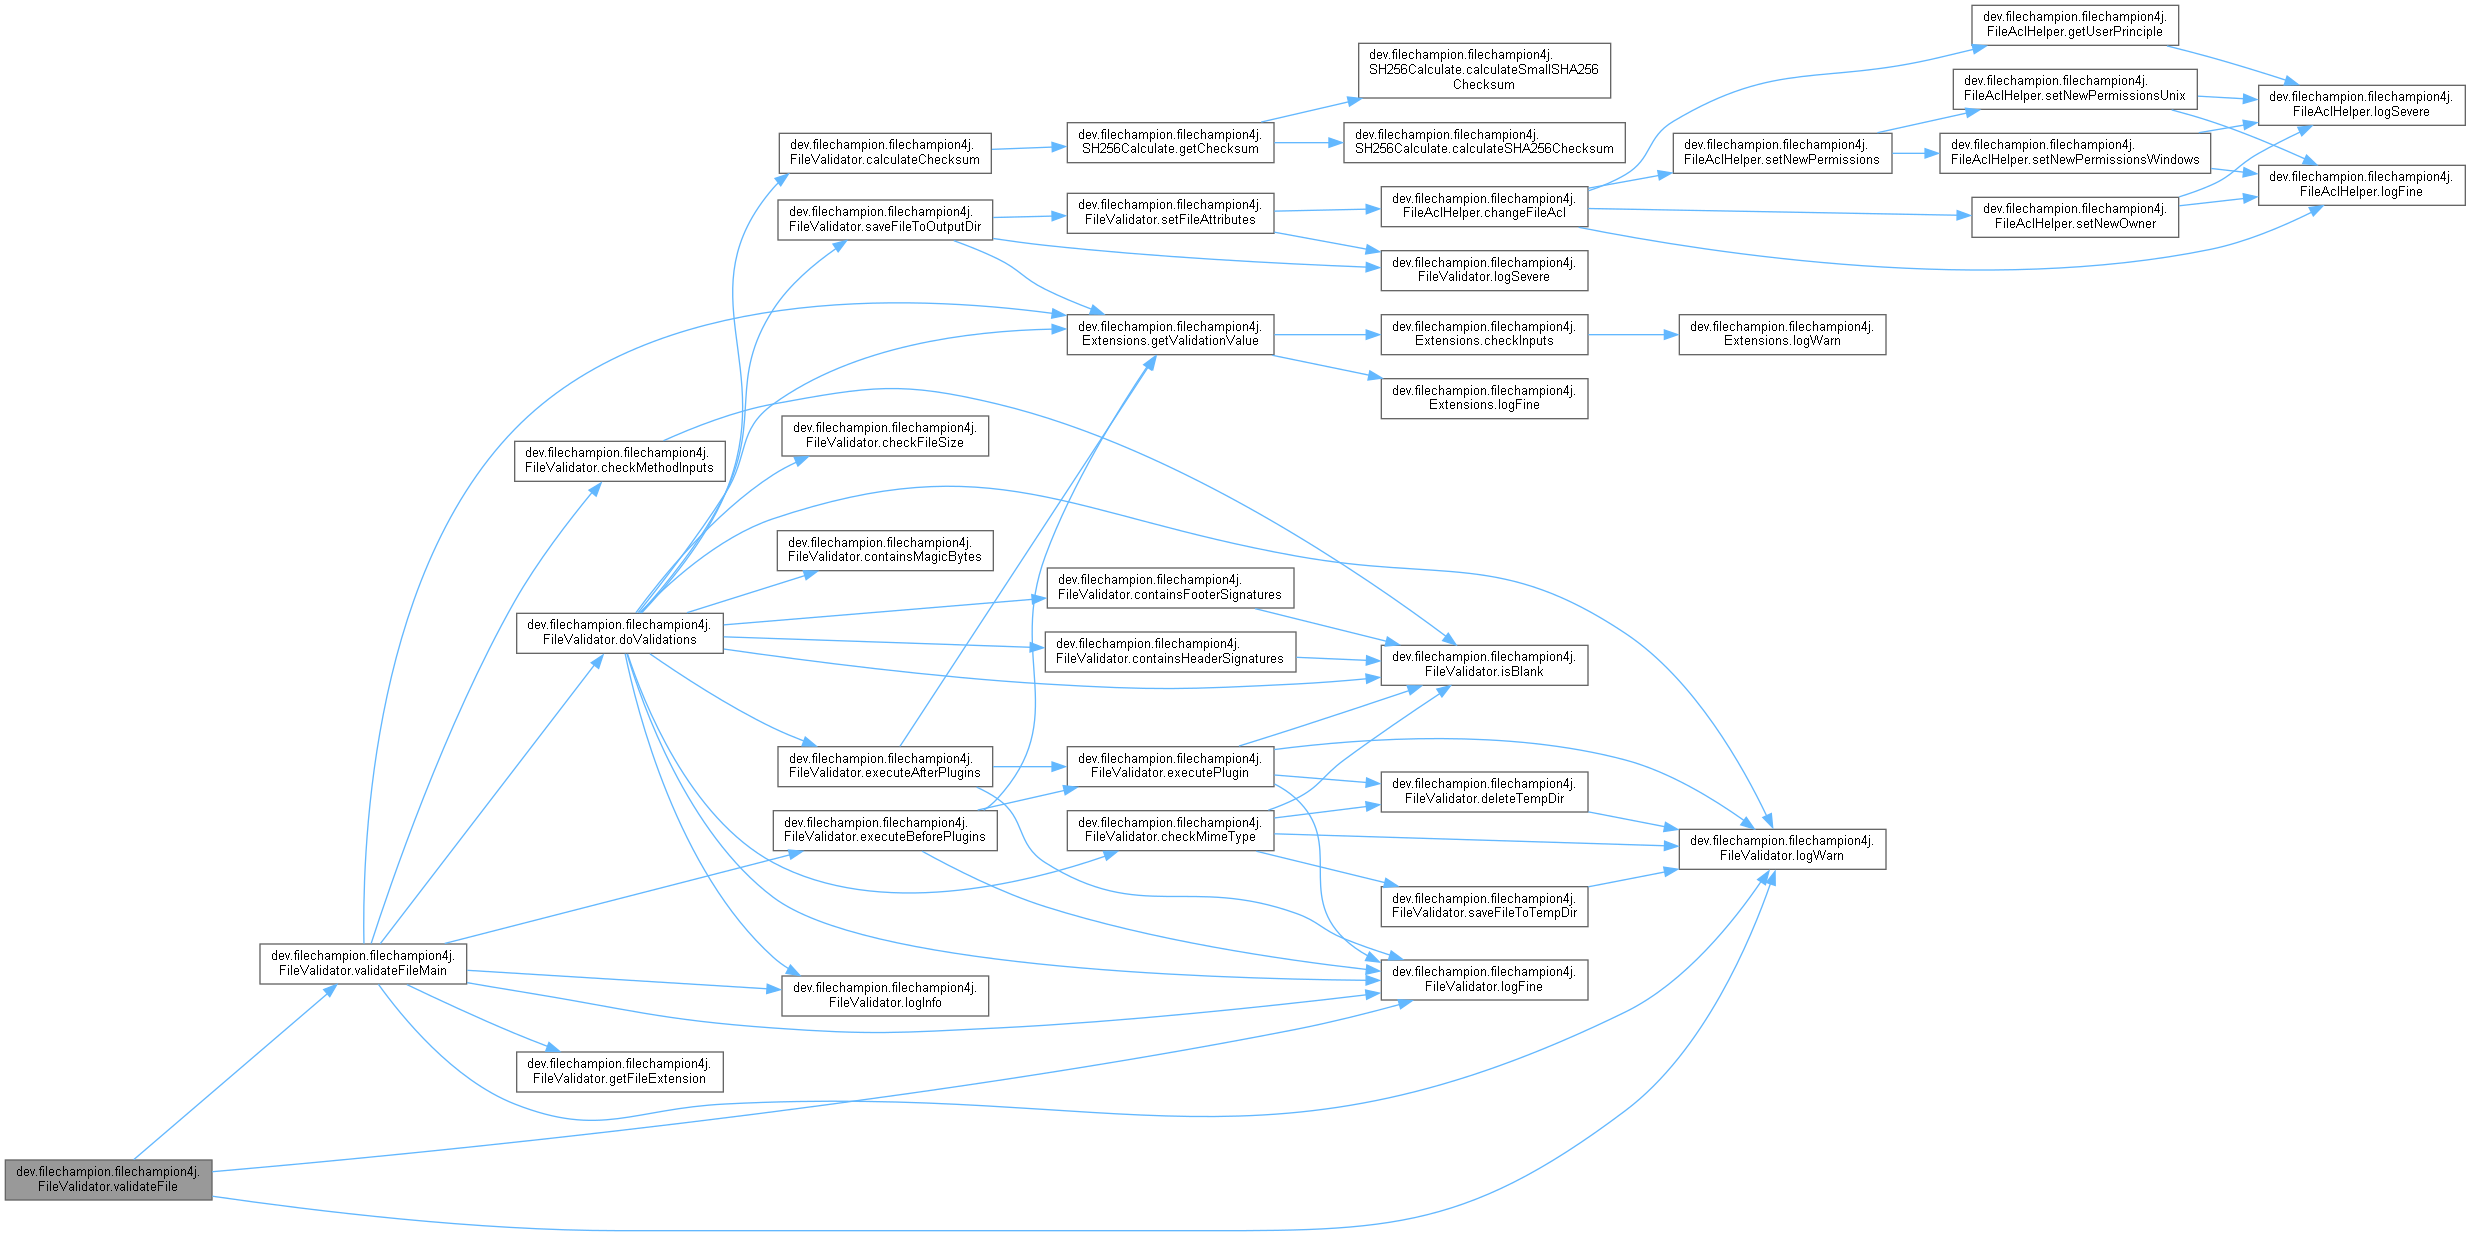 dev.filechampion.filechampion4j.
FileAclHelper.getUserPrinciple
dev.filechampion.filechampion4j.
SH256Calculate.calculateSmallSHA256
Checksum
dev.filechampion.filechampion4j.
FileAclHelper.setNewPermissionsUnix
dev.filechampion.filechampion4j.
FileAclHelper.logSevere
dev.filechampion.filechampion4j.
FileValidator.calculateChecksum
dev.filechampion.filechampion4j.
SH256Calculate.getChecksum
dev.filechampion.filechampion4j.
SH256Calculate.calculateSHA256Checksum
dev.filechampion.filechampion4j.
FileAclHelper.setNewPermissions
dev.filechampion.filechampion4j.
FileAclHelper.setNewPermissionsWindows
dev.filechampion.filechampion4j.
FileAclHelper.logFine
dev.filechampion.filechampion4j.
FileValidator.saveFileToOutputDir
dev.filechampion.filechampion4j.
FileValidator.setFileAttributes
dev.filechampion.filechampion4j.
FileAclHelper.changeFileAcl
dev.filechampion.filechampion4j.
FileAclHelper.setNewOwner
dev.filechampion.filechampion4j.
FileValidator.logSevere
dev.filechampion.filechampion4j.
Extensions.getValidationValue
dev.filechampion.filechampion4j.
Extensions.checkInputs
dev.filechampion.filechampion4j.
Extensions.logWarn
dev.filechampion.filechampion4j.
Extensions.logFine
dev.filechampion.filechampion4j.
FileValidator.checkFileSize
dev.filechampion.filechampion4j.
FileValidator.checkMethodInputs
dev.filechampion.filechampion4j.
FileValidator.containsMagicBytes
dev.filechampion.filechampion4j.
FileValidator.containsFooterSignatures
dev.filechampion.filechampion4j.
FileValidator.doValidations
dev.filechampion.filechampion4j.
FileValidator.containsHeaderSignatures
dev.filechampion.filechampion4j.
FileValidator.isBlank
dev.filechampion.filechampion4j.
FileValidator.executeAfterPlugins
dev.filechampion.filechampion4j.
FileValidator.executePlugin
dev.filechampion.filechampion4j.
FileValidator.deleteTempDir
dev.filechampion.filechampion4j.
FileValidator.executeBeforePlugins
dev.filechampion.filechampion4j.
FileValidator.checkMimeType
dev.filechampion.filechampion4j.
FileValidator.logWarn
dev.filechampion.filechampion4j.
FileValidator.saveFileToTempDir
dev.filechampion.filechampion4j.
FileValidator.validateFileMain
dev.filechampion.filechampion4j.
FileValidator.logInfo
dev.filechampion.filechampion4j.
FileValidator.logFine
dev.filechampion.filechampion4j.
FileValidator.getFileExtension
dev.filechampion.filechampion4j.
FileValidator.validateFile